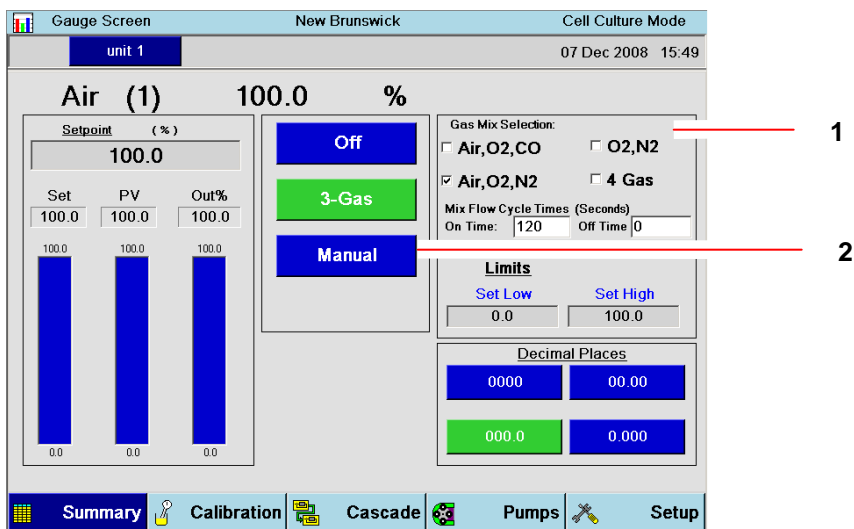 Gauge Screen New Brunswick Cell Culture Mode
unit 1 07 Dec 2008 15:49
Air (1) 100.0 %
Setpoint (%)
100.0
Set PV Out%
100.0 100.0 100.0
100.0 100.0 100.0
0.0 0.0 0.0
Off
3-Gas
Manual
Gas Mix Selection:
Air,O2,CO O2,N2
Air,O2,N2 4 Gas
Mix Flow Cycle Times (Seconds)
On Time: 120 Off Time 0
Limits
Set Low Set High
0.0 100.0
Decimal Places
0000 00.00
000.0 0.000
1
2
Summary Calibration Cascade Pumps Setup